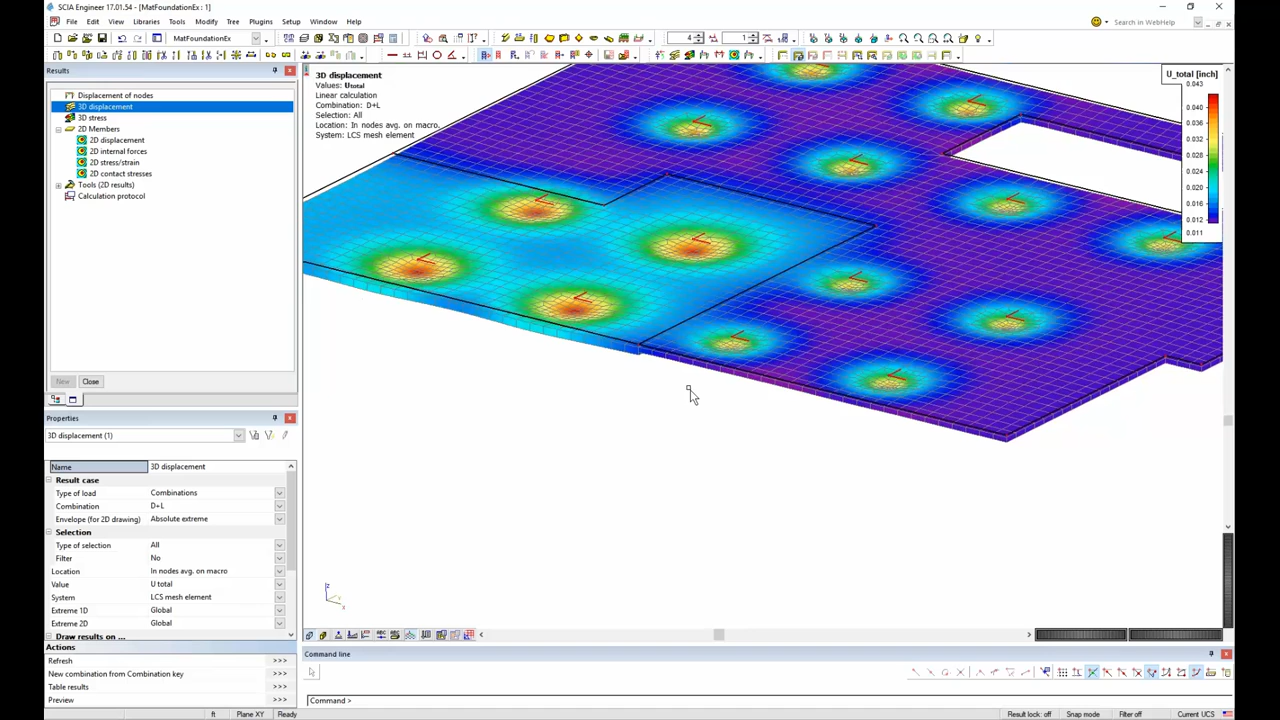 SCIA Engineer 17.01.54 - [MatFoundationEx : 1]
File Edit View Libraries Tools Modify Tree Plugins Setup Window Help
Search in WebHelp
MatFoundationEx
4
1
Results
Displacement of nodes
3D displacement
3D stress
2D Members
2D displacement
2D internal forces
2D stress/strain
2D contact stresses
Tools (2D results)
Calculation protocol
New Close
Properties
3D displacement (1)
Name 3D displacement
Result case
Type of load Combinations
Combination D+L
Envelope (for 2D drawing) Absolute extreme
Selection
Type of selection All
Filter No
Location In nodes avg. on macro
Value U total
System LCS mesh element
Extreme 1D Global
Extreme 2D Global
Draw results on ...
Actions
Refresh >>>
New combination from Combination key >>>
Table results >>>
Preview >>>
3D displacement
Values: Utotal
Linear calculation
Combination: D+L
Selection: All
Location: In nodes avg. on macro.
System: LCS mesh element
U_total [inch]
0.043
0.040
0.036
0.032
0.028
0.024
0.020
0.016
0.012
0.011
z
y
x
Command line
Command >
ft Plane XY Ready
Result lock: off Snap mode Filter off Current UCS